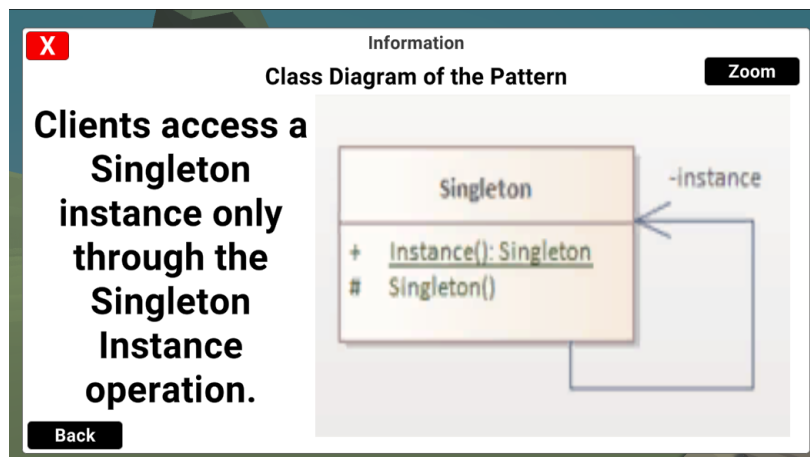 X
Information
Class Diagram of the Pattern
Zoom
Clients access a
Singleton
instance only
through the
Singleton
Instance
operation.
Singleton
-instance
+ Instance(): Singleton
# Singleton()
Back